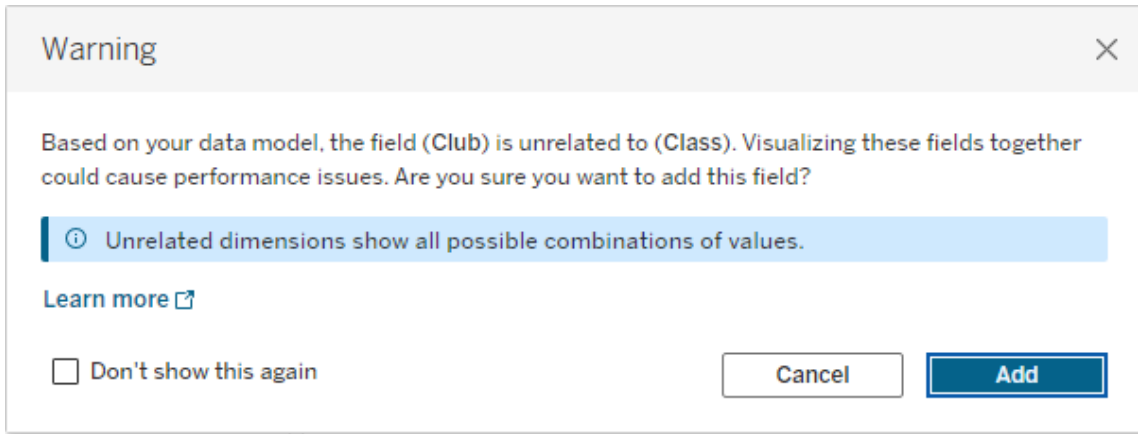 Warning
Based on your data model, the field (Club) is unrelated to (Class). Visualizing these fields together
could cause performance issues. Are you sure you want to add this field?
Unrelated dimensions show all possible combinations of values.
Learn more
Don't show this again
Cancel
Add